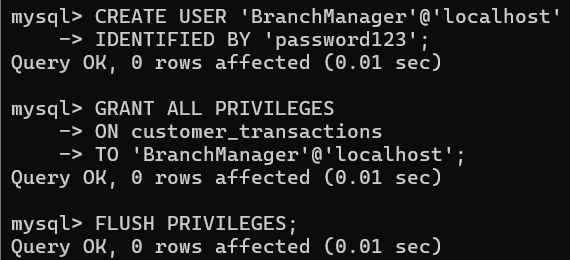 mysql> CREATE USER 'BranchManager'@'localhost'
    -> IDENTIFIED BY 'password123';
Query OK, 0 rows affected (0.01 sec)

mysql> GRANT ALL PRIVILEGES
    -> ON customer_transactions
    -> TO 'BranchManager'@'localhost';
Query OK, 0 rows affected (0.01 sec)

mysql> FLUSH PRIVILEGES;
Query OK, 0 rows affected (0.01 sec)